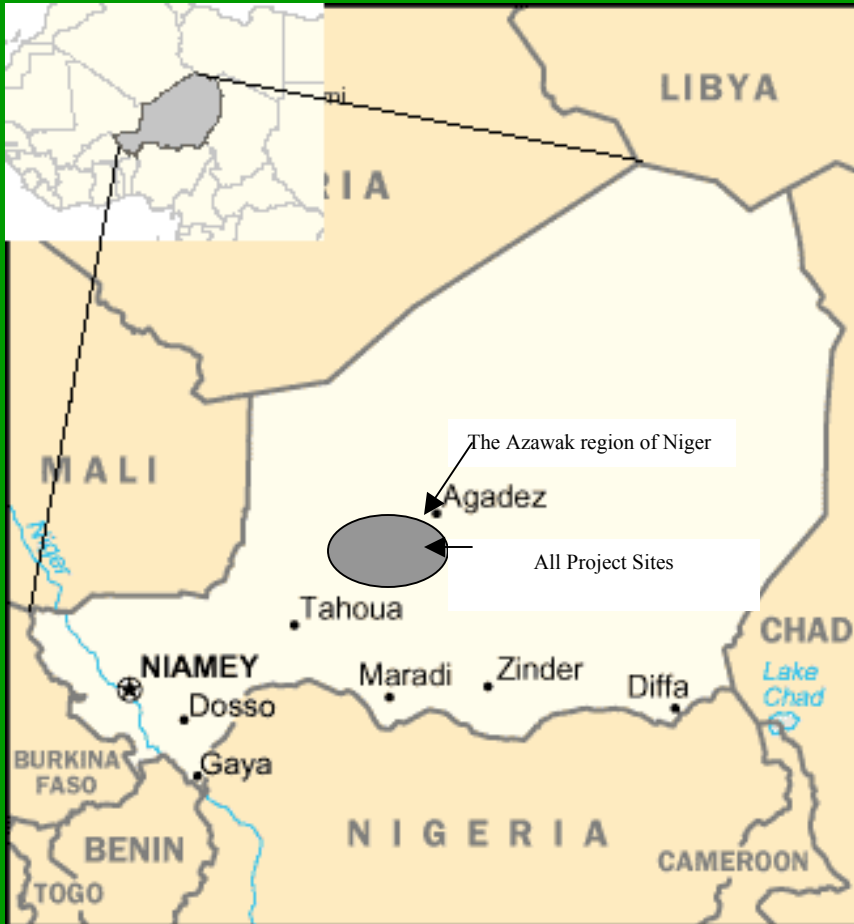 LIBYA
mi
RIA
The Azawak region of Niger
MALI
Agadez
Niger
All Project Sites
Tahoua
CHAD
NIAMEY
Maradi
Zinder
Diffa
Lake
Chad
Dosso
BURKINA
FASO
Gaya
NIGERIA
BENIN
CAMEROON
TOGO